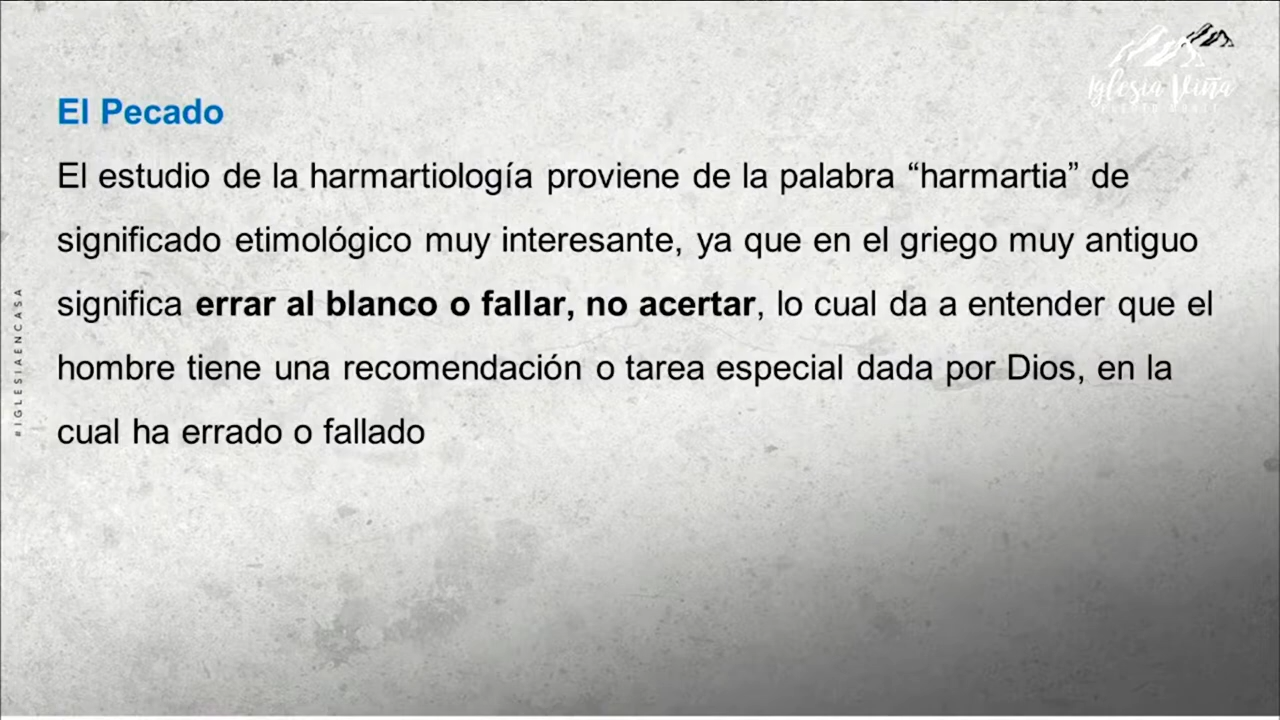 Iglesia Viña
El Pecado
El estudio de la harmartiología proviene de la palabra “harmartia” de
significado etimológico muy interesante, ya que en el griego muy antiguo
significa errar al blanco o fallar, no acertar, lo cual da a entender que el
hombre tiene una recomendación o tarea especial dada por Dios, en la
cual ha errado o fallado
#IGLESIAENCASA